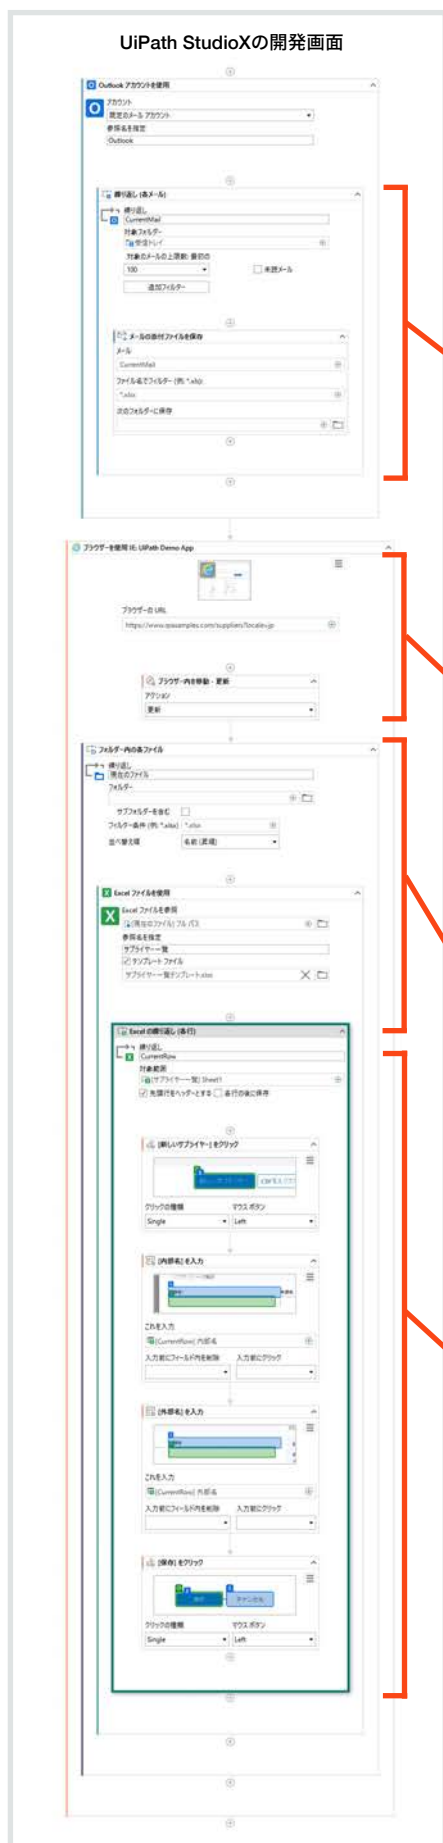 UiPath StudioXの開発画面
Outlook アカウントを使用
アカウント
既定のメール アカウント
参照名を指定
Outlook
繰り返し (各メール)
繰り返し
CurrentMail
対象フォルダー
受信トレイ
対象のメールの上限数: 最初の
100
未読メール
追加フィルター
メールの添付ファイルを保存
メール
CurrentMail
ファイル名でフィルター (例: *.xls):
*.xlsx
次のフォルダーに保存
ブラウザーを使用 IE: UiPath Demo App
ブラウザーの URL
https://www.rpasamples.com/suppliers?locale=jp
ブラウザー内を移動 - 更新
アクション
更新
フォルダー内の各ファイル
繰り返し
現在のファイル
フォルダー
サブフォルダーを含む
フィルター条件 (例: *.xlsx)
*.xlsx
並べ替え順
名前 (昇順)
Excel ファイルを使用
Excel ファイルを参照
[現在のファイル] フル パス
参照名を指定
サプライヤー一覧
テンプレート ファイル
サプライヤー一覧テンプレート.xlsx
Excel の繰り返し (各行)
繰り返し
CurrentRow
対象範囲
[サプライヤー一覧] Sheet1
先頭行をヘッダーとする
各行の後に保存
[新しいサプライヤー] をクリック
クリックの種類
マウス ボタン
Single
Left
[内部名] を入力
これを入力
[CurrentRow] 内部名
入力前にフィールド内を削除
入力前にクリック
[外部名] を入力
これを入力
[CurrentRow] 外部名
入力前にフィールド内を削除
入力前にクリック
[保存] をクリック
保存
キャンセル
クリックの種類
マウス ボタン
Single
Left